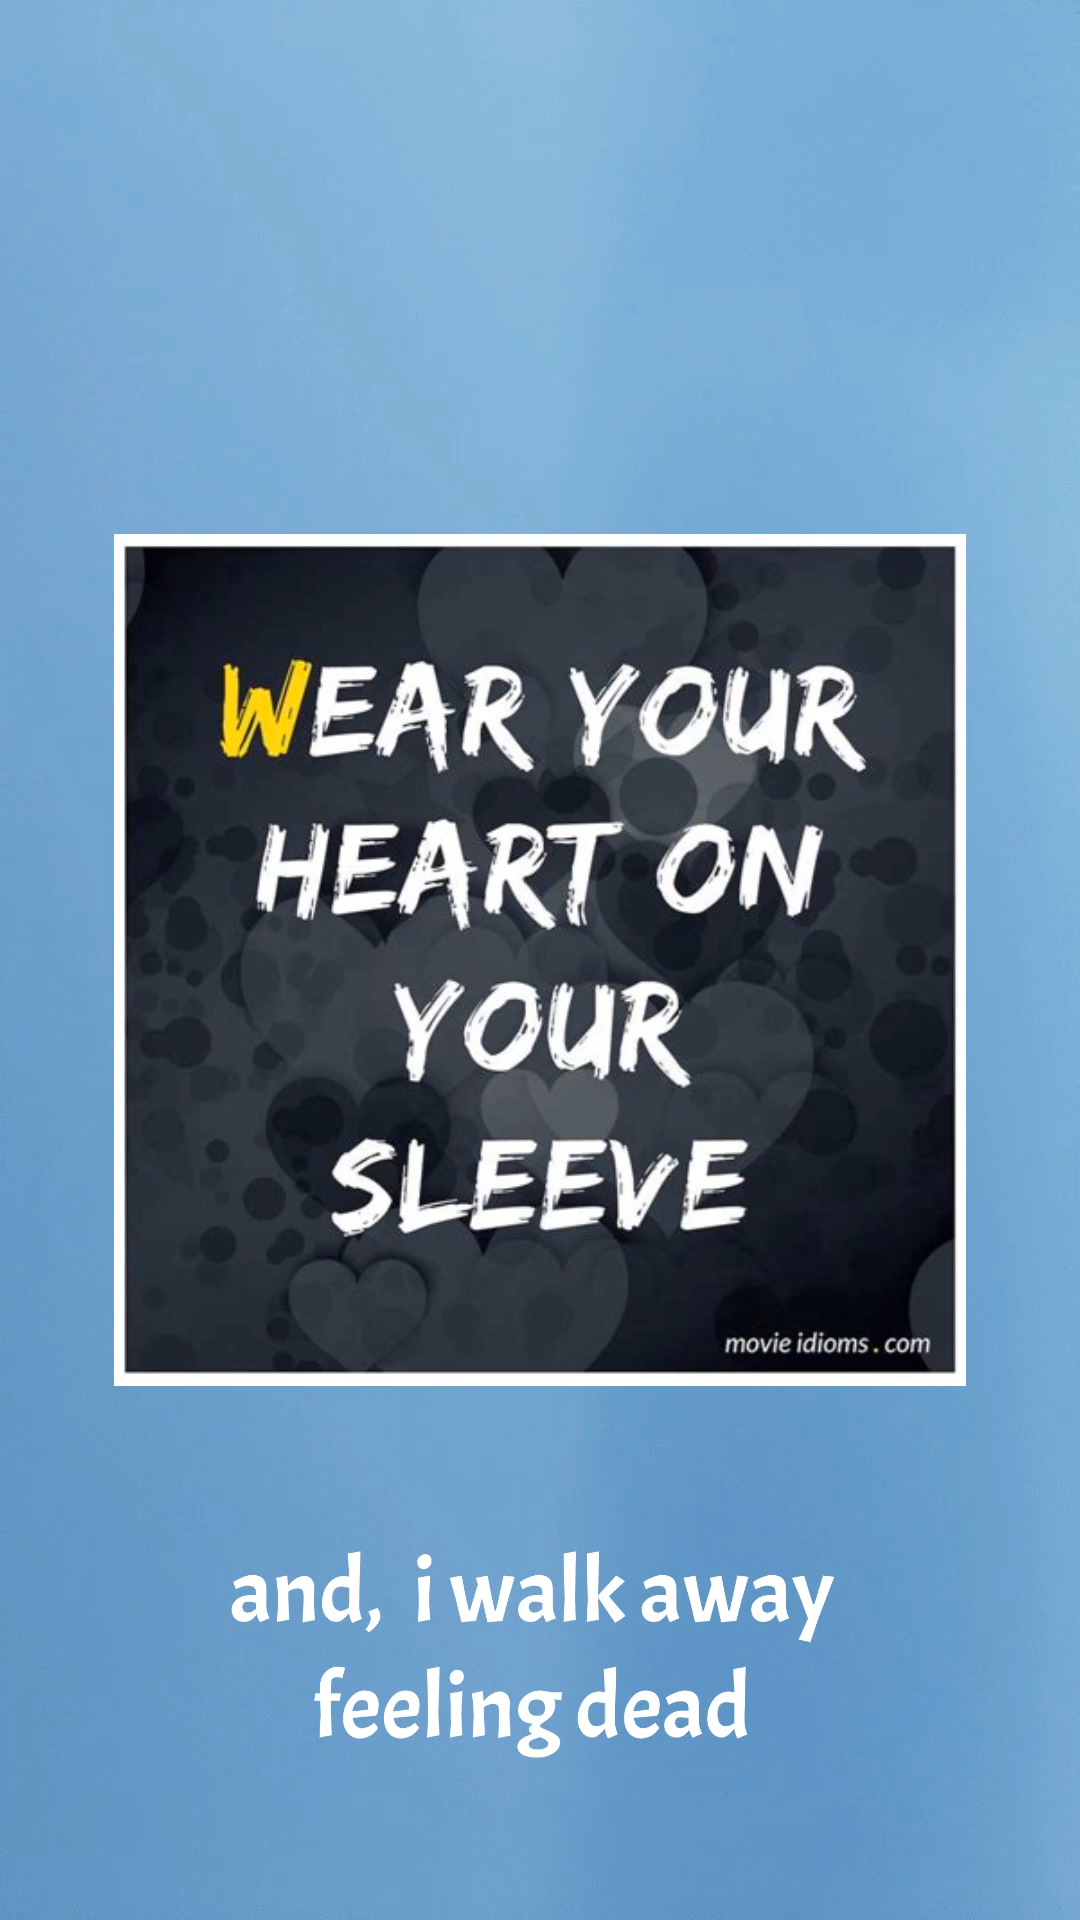 WEAR YOUR
HEART ON
YOUR
SLEEVE
movie idioms.com
and, i walk away
feeling dead